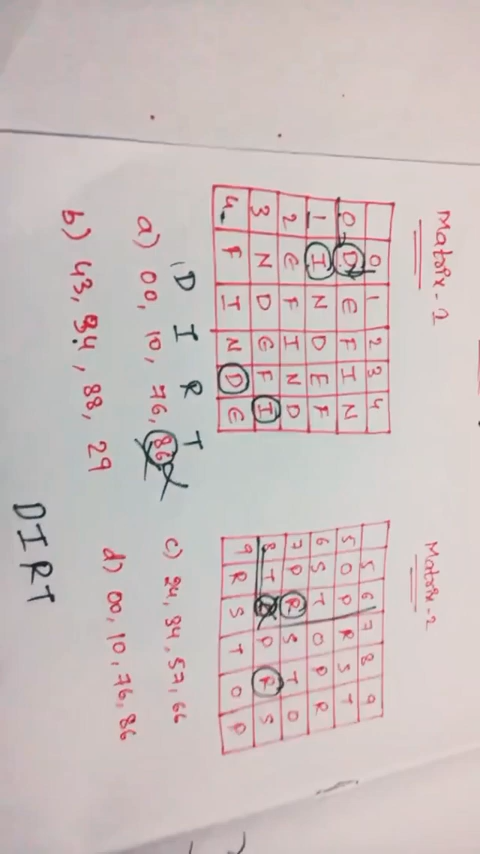 Matrix-2
0 1 2 3 4
0 D E F I N
1 I N D E F
2 E F I N D
3 N D E F I
4 F I N D E
Matrix-2
5 6 7 8 9
5 O P R S T
6 S T O P R
7 P R S T O
8 T O P R S
9 R S T O P
D I R T
a) 00, 10, 76, 86
c) 24, 34, 57, 66
b) 43, 34, 88, 29
d) 00, 10, 76, 86
DIRT